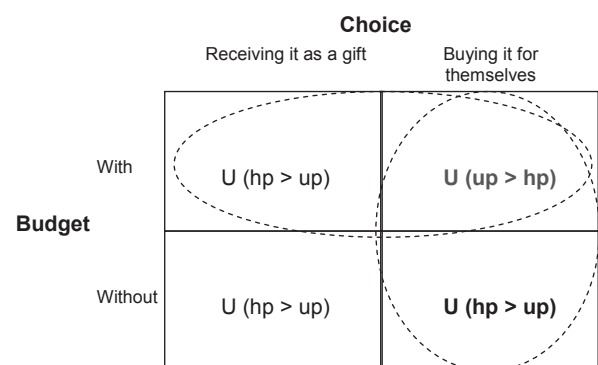 Choice
Receiving it as a gift
Buying it for
themselves
With
U (hp > up)
U (up > hp)
Budget
Without
U (hp > up)
U (hp > up)